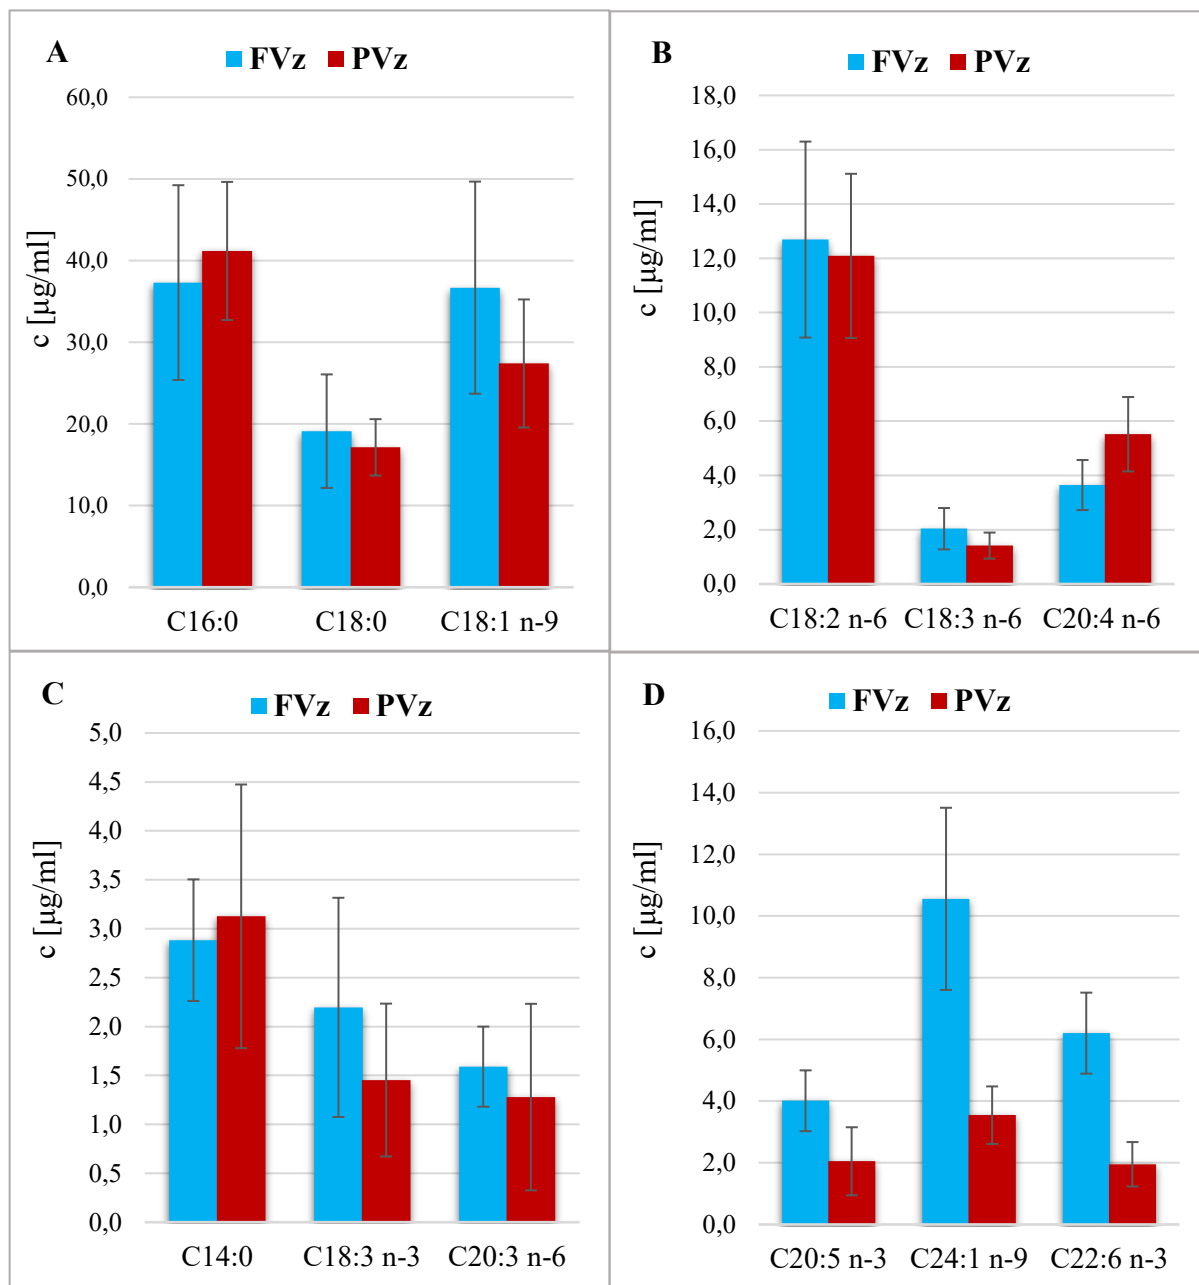 A
FVz PVz
60,0
50,0
40,0
30,0
20,0
10,0
0,0
c [µg/ml]
C16:0 C18:0 C18:1 n-9
B
FVz PVz
18,0
16,0
14,0
12,0
10,0
8,0
6,0
4,0
2,0
0,0
c [µg/ml]
C18:2 n-6 C18:3 n-6 C20:4 n-6
C
FVz PVz
5,0
4,5
4,0
3,5
3,0
2,5
2,0
1,5
1,0
0,5
0,0
c [µg/ml]
C14:0 C18:3 n-3 C20:3 n-6
D
FVz PVz
16,0
14,0
12,0
10,0
8,0
6,0
4,0
2,0
0,0
c [µg/ml]
C20:5 n-3 C24:1 n-9 C22:6 n-3